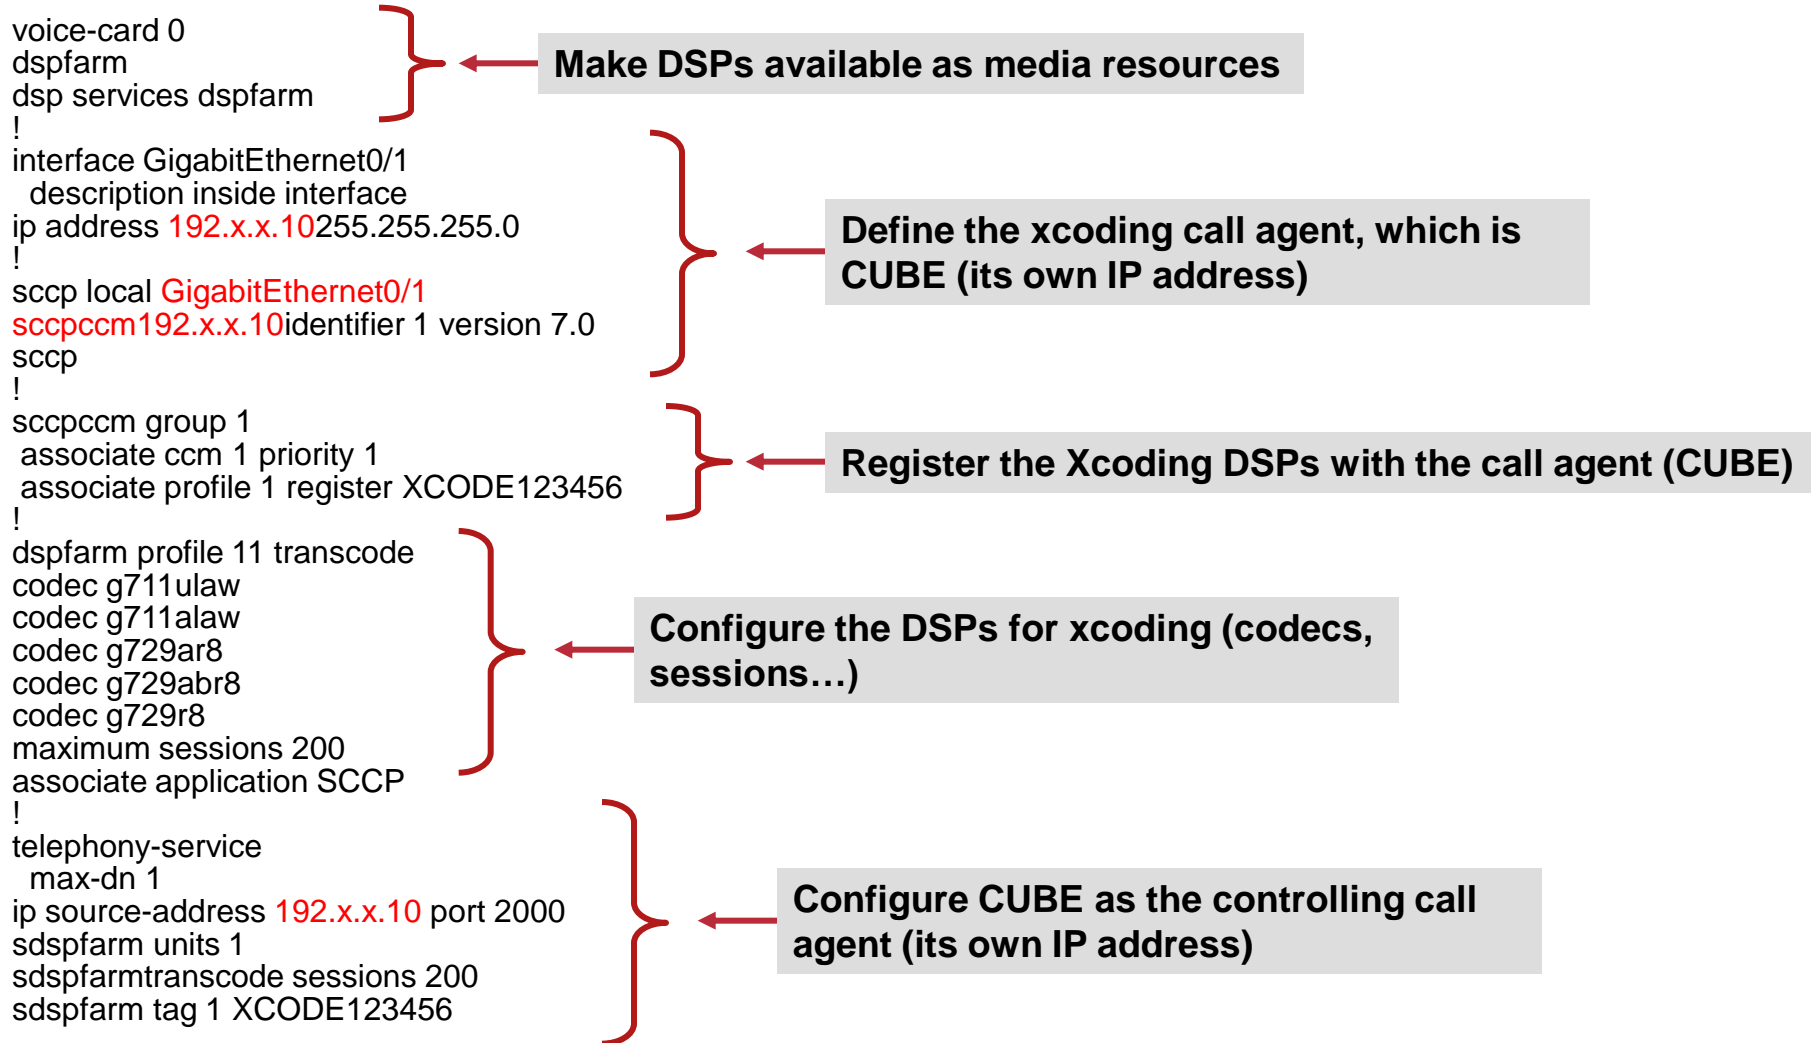 voice-card 0
dspfarm
dsp services dspfarm
!
interface GigabitEthernet0/1
description inside interface
ip address 192.x.x.10255.255.255.0
!
sccp local GigabitEthernet0/1
sccpccm192.x.x.10identifier 1 version 7.0
sccp
!
sccpccm group 1
associate ccm 1 priority 1
associate profile 1 register XCODE123456
!
dspfarm profile 11 transcode
codec g711ulaw
codec g711alaw
codec g729ar8
codec g729abr8
codec g729r8
maximum sessions 200
associate application SCCP
!
telephony-service
max-dn 1
ip source-address 192.x.x.10 port 2000
sdspfarm units 1
sdspfarmtranscode sessions 200
sdspfarm tag 1 XCODE123456
Make DSPs available as media resources
Define the xcoding call agent, which is
CUBE (its own IP address)
Register the Xcoding DSPs with the call agent (CUBE)
Configure the DSPs for xcoding (codecs,
sessions…)
Configure CUBE as the controlling call
agent (its own IP address)